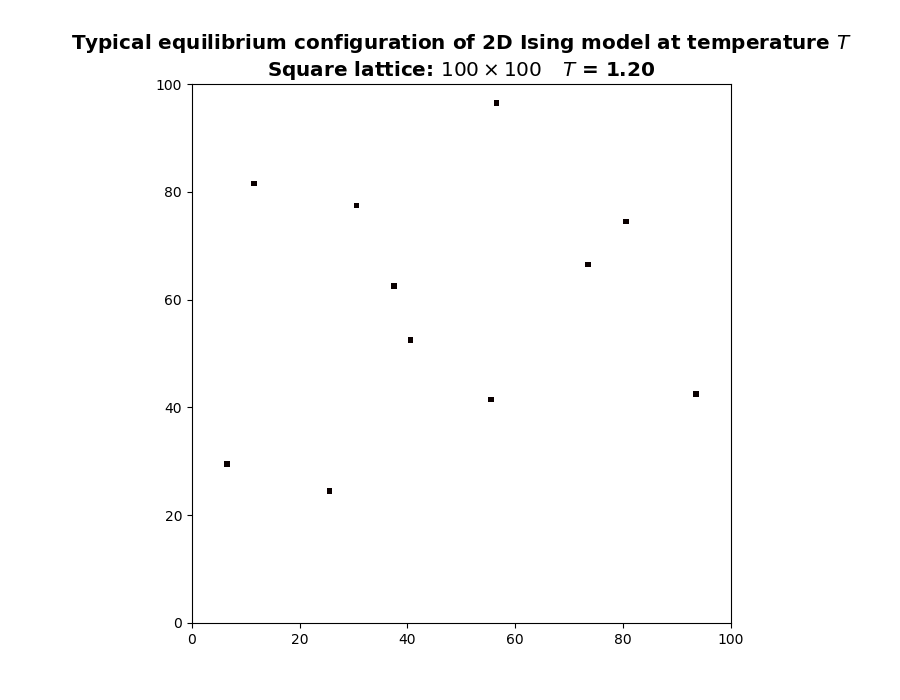 Typical equilibrium configuration of 2D Ising model at temperature T
Square lattice: 100 × 100 T = 1.20
100
80
60
40
20
0
0 20 40 60 80 100